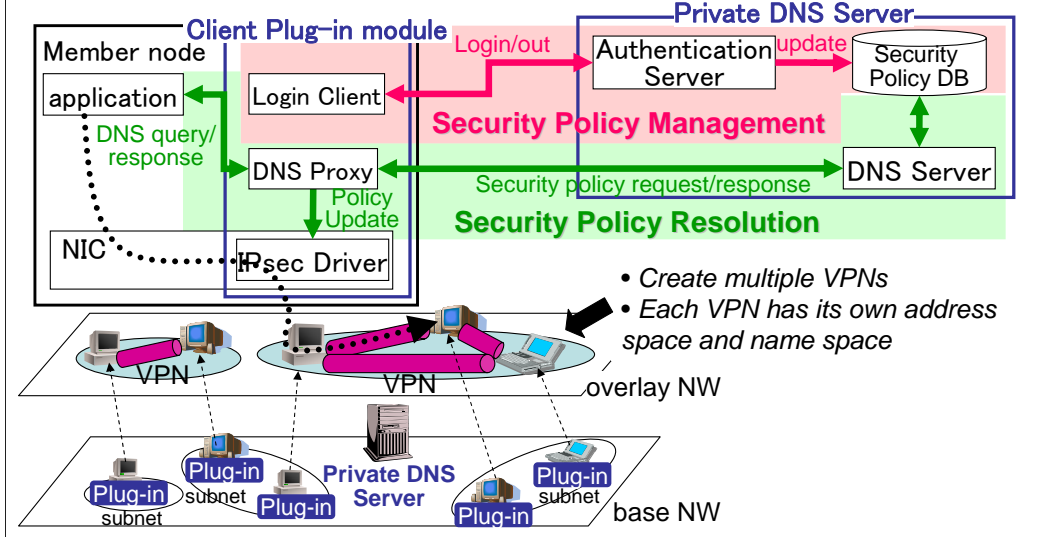 Client Plug-in module
Private DNS Server
Member node
Login/out
Authentication
Server
update
Security
Policy DB
application
Login Client
Security Policy Management
DNS query/
response
DNS Proxy
Security policy request/response
DNS Server
Policy
Update
Security Policy Resolution
NIC
IPsec Driver
• Create multiple VPNs
• Each VPN has its own address
space and name space
VPN
VPN
overlay NW
Plug-in
subnet
Plug-in
subnet
Plug-in
Private DNS
Server
Plug-in
subnet
Plug-in
base NW